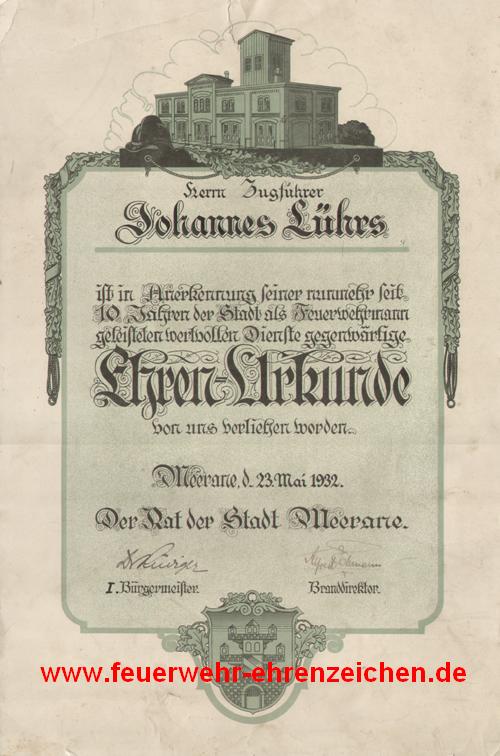 Herrn Zugführer
Johannes Lührs
ist in Anerkennung seiner nunmehr seit
10 Jahren der Stadt als Feuerwehrmann
geleisteten wertvollen Dienste gegenwärtige
Ehren-Urkunde
von uns verliehen worden.
Meerane, d. 23. Mai 1932.
Der Rat der Stadt Meerane.
I. Bürgermeister. Branddirektor.
www.feuerwehr-ehrenzeichen.de